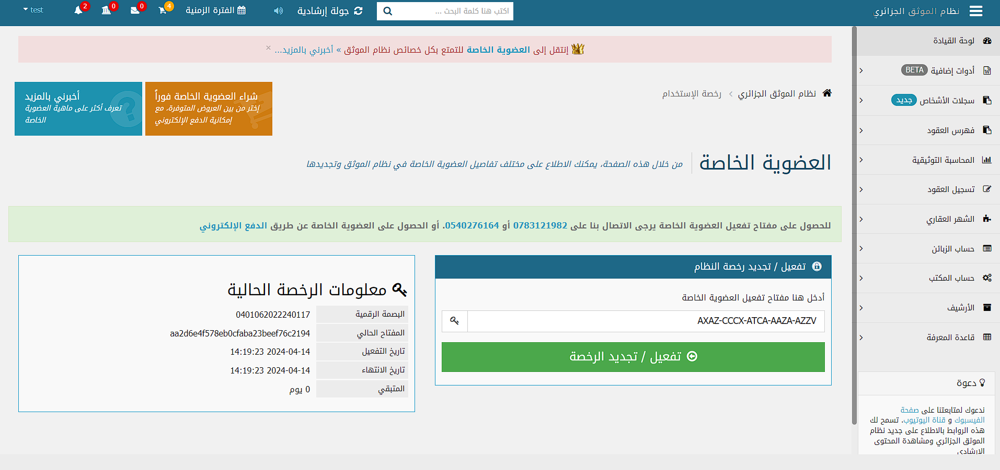 نظام الموثق الجزائري
اكتب هنا كلمة البحث ...
جولة إرشادية
الفترة الزمنية
4
0
0
2
test
لوحة القيادة
أدوات إضافية BETA
سجلات الأشخاص جديد
فهرس العقود
المحاسبة التوثيقية
تسجيل العقود
الشهر العقاري
حساب الزبائن
حساب المكتب
الأرشيف
قاعدة المعرفة
دعوة
ندعوك لمتابعتنا على صفحة
الفيسبوك و قناة اليوتيوب. تسمح لك
هذه الروابط بالاطلاع على جديد نظام
الموثق الجزائري ومشاهدة المحتوى
الإرشادي
إنتقل إلى العضوية الخاصة للتمتع بكل خصائص نظام الموثق » أخبرني بالمزيد... ×
نظام الموثق الجزائري > رخصة الإستخدام
شراء العضوية الخاصة فوراً
إختر من بين العروض المتوفرة، مع
إمكانية الدفع الإلكتروني
أخبرني بالمزيد
تعرف أكثر على ماهية العضوية
الخاصة
العضوية الخاصة
من خلال هذه الصفحة، يمكنك الاطلاع على مختلف تفاصيل العضوية الخاصة في نظام الموثق وتجديدها
للحصول على مفتاح تفعيل العضوية الخاصة يرجى الاتصال بنا على 0783121982 أو 0540276164. أو الحصول على العضوية الخاصة عن طريق الدفع الإلكتروني
تفعيل / تجديد رخصة النظام
أدخل هنا مفتاح تفعيل العضوية الخاصة
AXAZ-CCCX-ATCA-AAZA-AZZV
تفعيل / تجديد الرخصة
معلومات الرخصة الحالية
البصمة الرقمية 0401062022240117
المفتاح الحالي aa2d6e4f578eb0cfaba23beef76c2194
تاريخ التفعيل 2024-04-14 14:19:23
تاريخ الانتهاء 2024-04-14 14:19:23
المتبقي 0 يوم